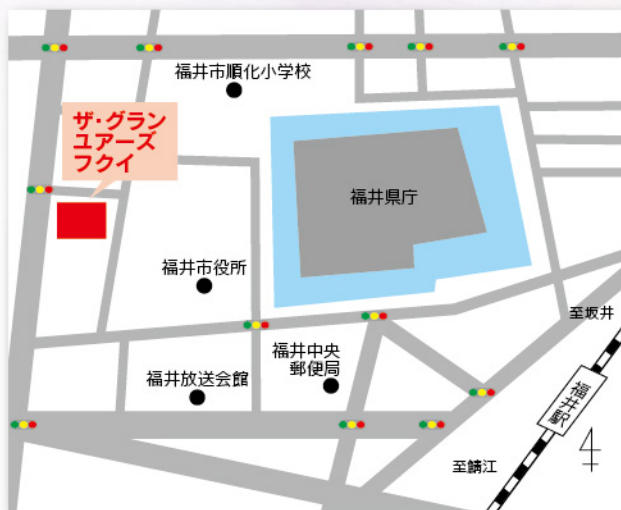 福井市順化小学校
ザ・グラン
ユアーズ
フクイ
福井県庁
福井市役所
至坂井
福井中央
郵便局
福井放送会館
福井駅
至鯖江